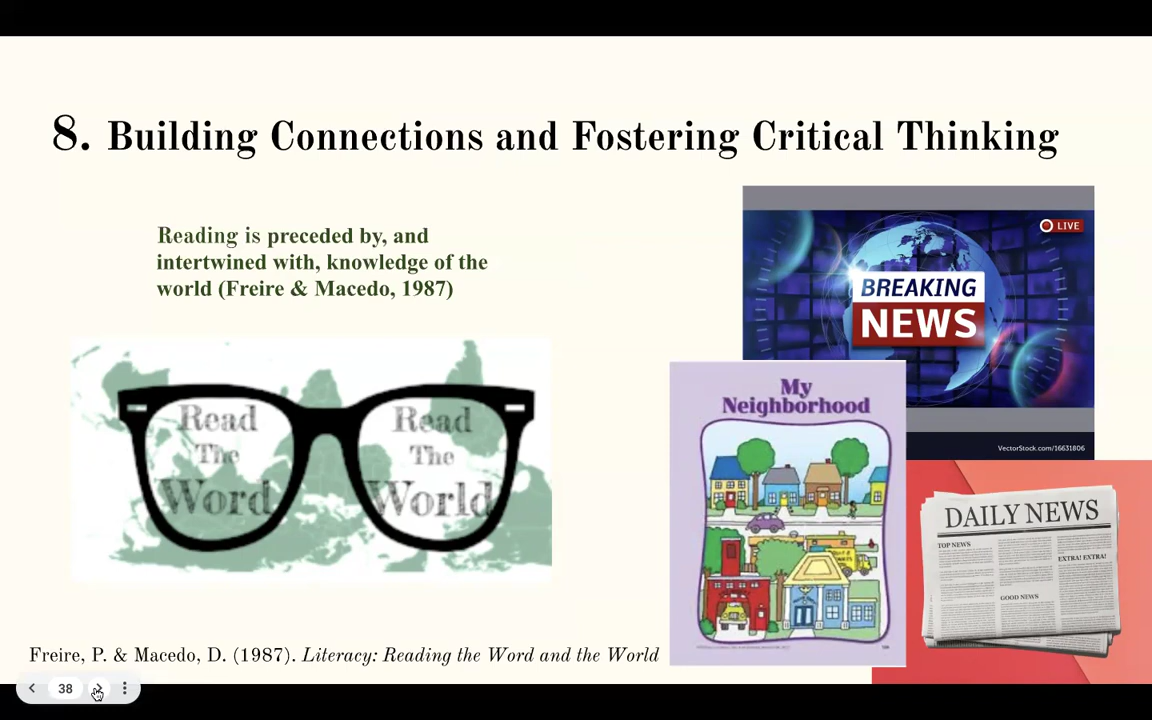 8. Building Connections and Fostering Critical Thinking
Reading is preceded by, and
intertwined with, knowledge of the
world (Freire & Macedo, 1987)
Read
The
Word
Read
The
World
LIVE
BREAKING
NEWS
VectorStock.com/16631806
My
Neighborhood
DAILY NEWS
TOP NEWS
EXTRA! EXTRA!
GOOD NEWS
Freire, P. & Macedo, D. (1987). Literacy: Reading the Word and the World
38